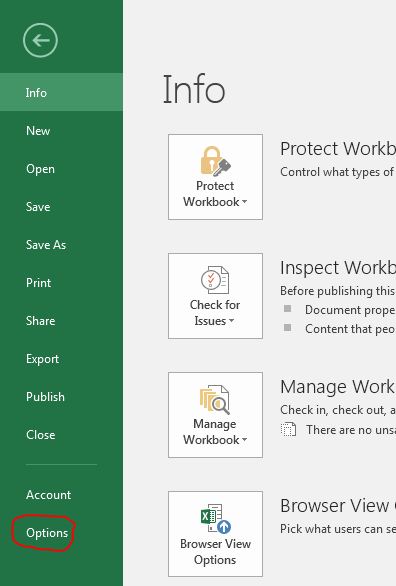 Info
New
Open
Save
Save As
Print
Share
Export
Publish
Close
Account
Options
Info
Protect
Workbook
Protect Workb
Control what types of
Check for
Issues
Inspect Workb
Before publishing this
Document prope
Content that peo
Manage
Workbook
Manage Work
Check in, check out, a
There are no unsa
Browser View
Options
Browser View
Pick what users can se